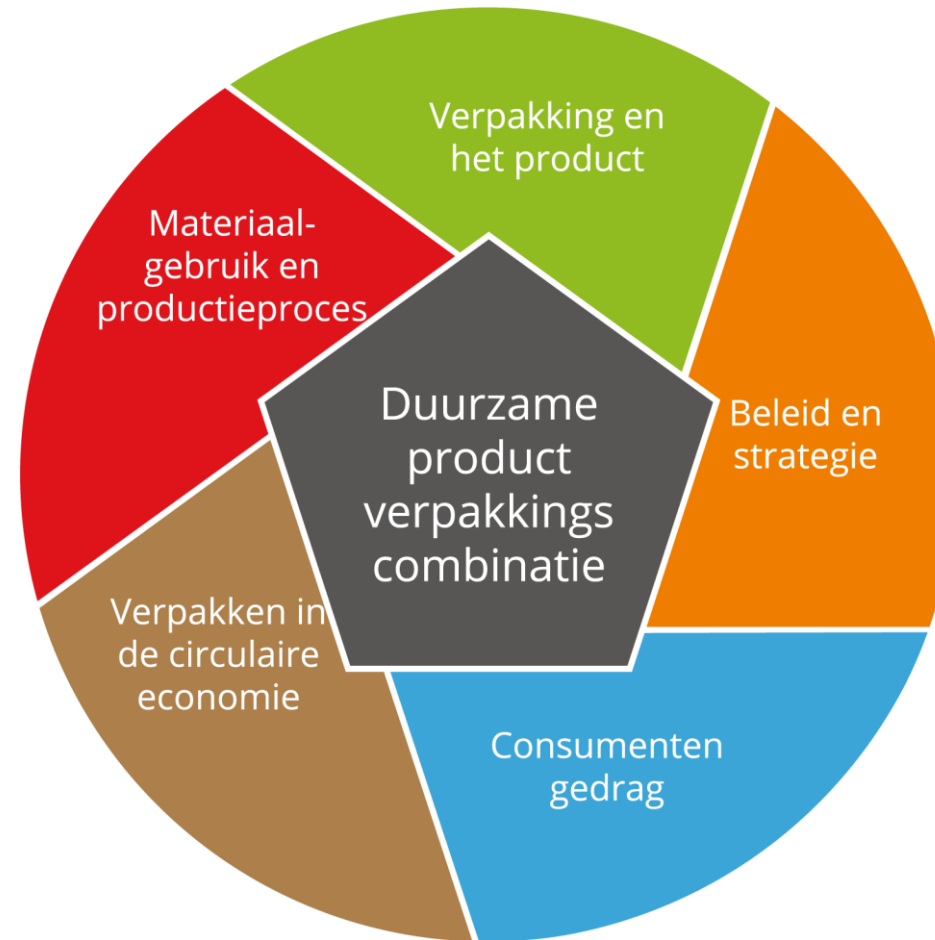 Verpakking en
het product
Materiaal-
gebruik en
productieproces
Duurzame
product
verpakkings
combinatie
Beleid en
strategie
Verpakken in
de circulaire
economie
Consumenten
gedrag